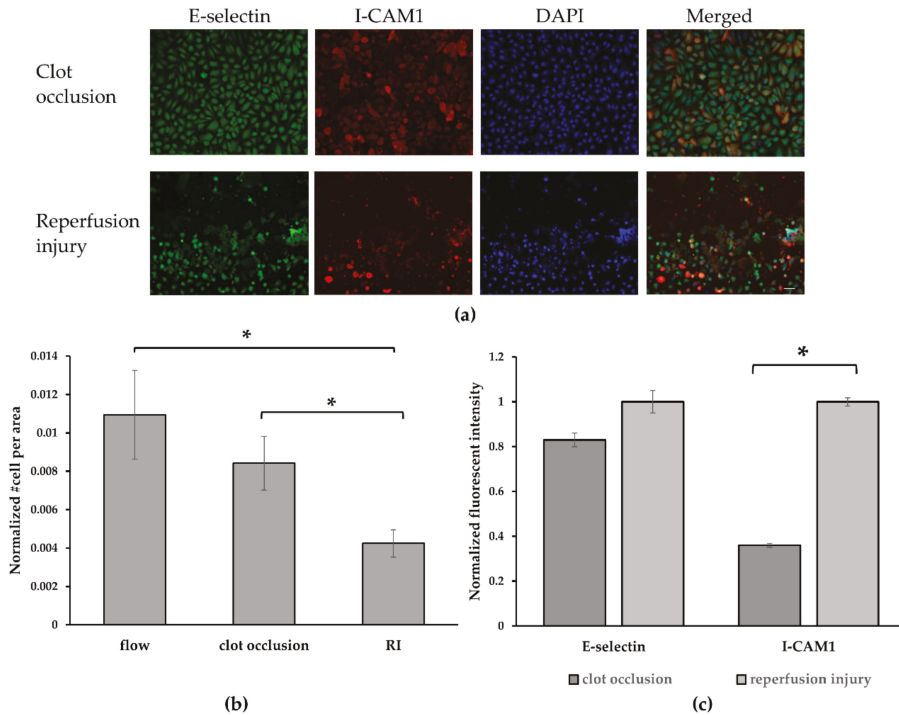 E-selectin I-CAM1 DAPI Merged
Clot
occlusion
Reperfusion
injury
(a)
Normalized #cell per area
0.014
0.012
0.01
0.008
0.006
0.004
0.002
0
*
*
flow clot occlusion RI
(b)
Normalized fluorescent intensity
1.2
1
0.8
0.6
0.4
0.2
0
*
E-selectin I-CAM1
clot occlusion reperfusion injury
(c)